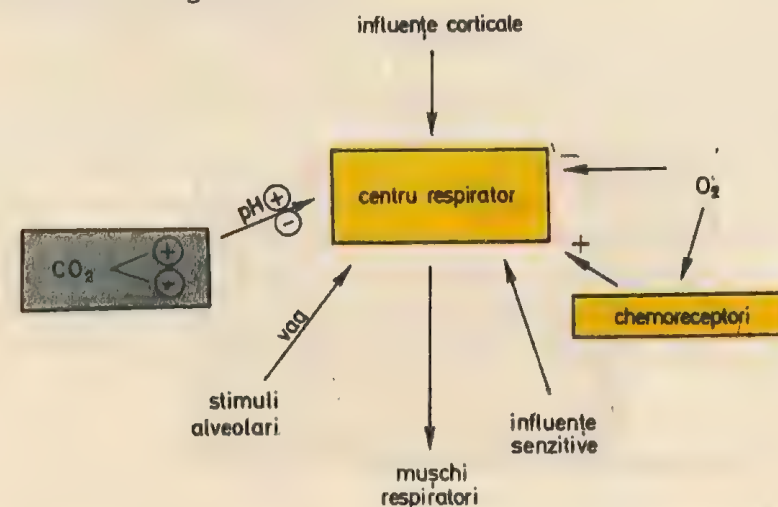 influențe corticale
centru respirator
pH + −
CO₂ +
− +
O₂
chemoreceptori
vag
stimuli
alveolari
influențe
senzitive
mușchi
respiratori